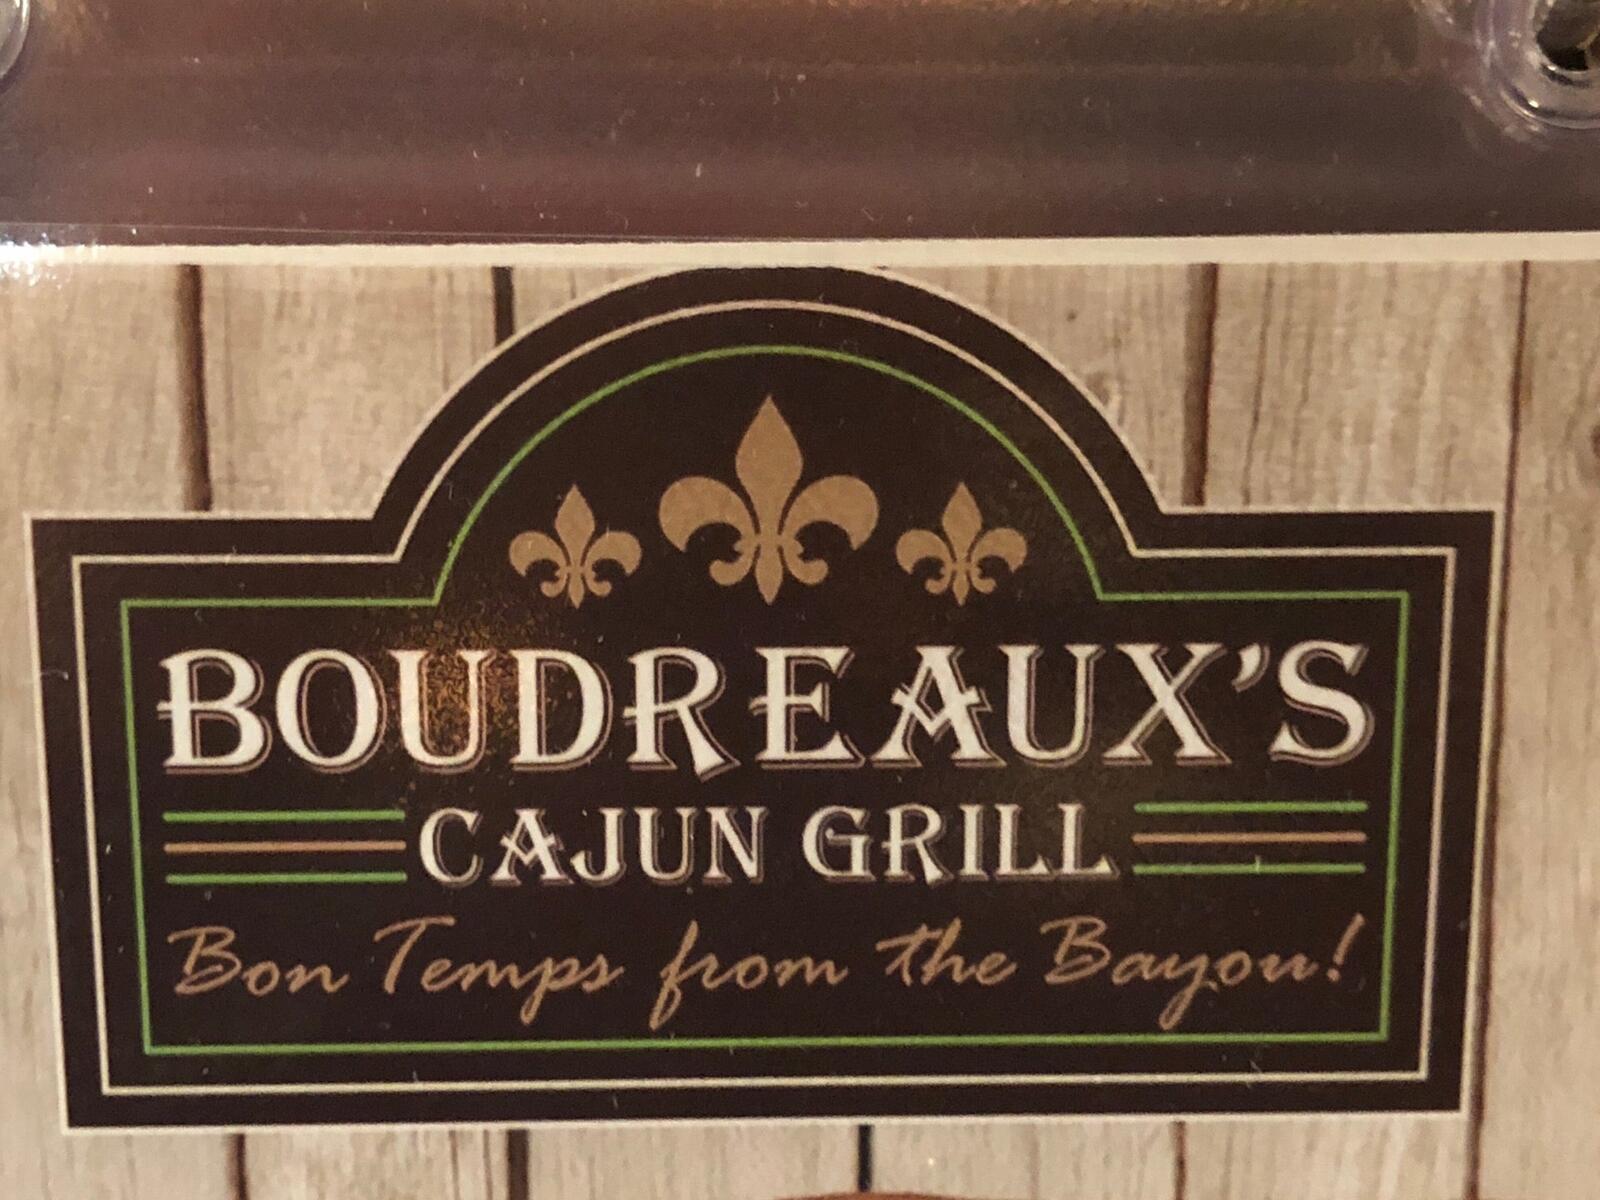 BOUDREAUX'S
CAJUN GRILL
Bon Temps from the Bayou!